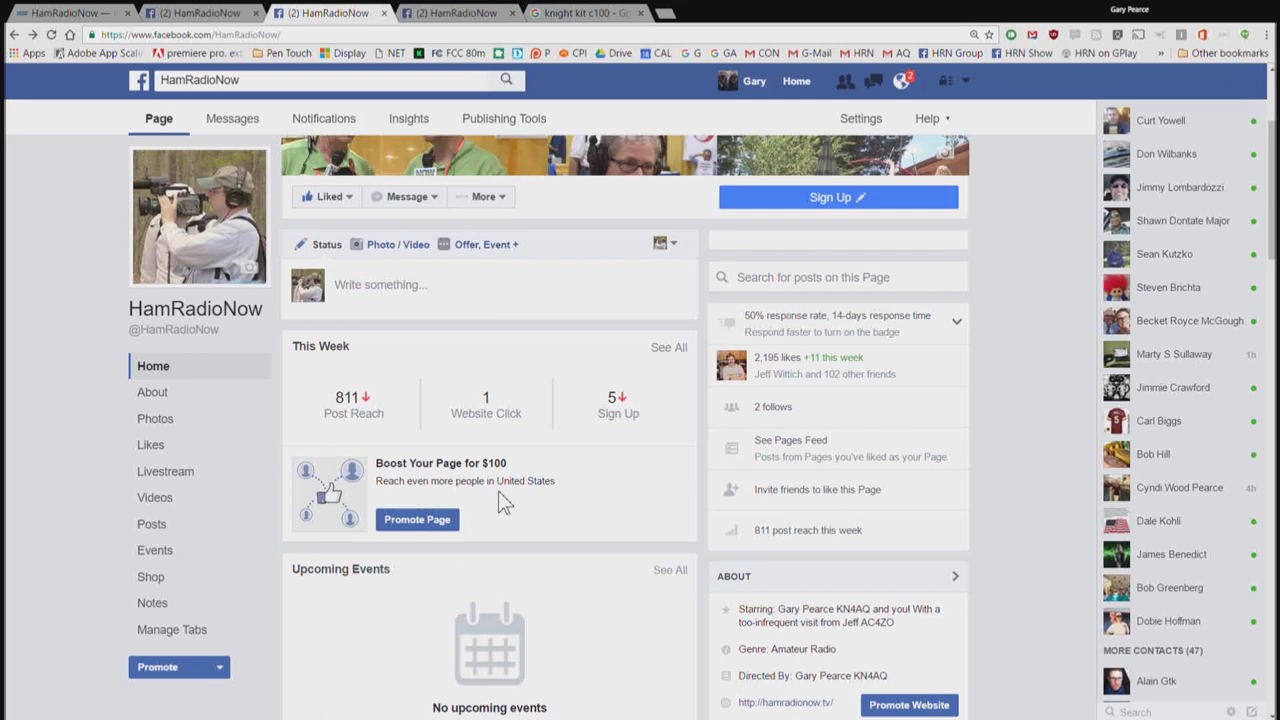 Gary Pearce
HamRadioNow —
(2) HamRadioNow
(2) HamRadioNow
(2) HamRadioNow
knight kit c100 - Go
https://www.facebook.com/HamRadioNow/
Apps
Adobe App Scali
premiere pro. ext
Pen Touch
Display
NET
FCC 80m
P
CPI
Drive
CAL
G G
G GA
M CON
M G-Mail
M HRN
M AQ
HRN Group
HRN Show
HRN on GPlay
»
Other bookmarks
HamRadioNow
Gary
Home
2
Page
Messages
Notifications
Insights
Publishing Tools
Settings
Help
NOW
Liked
Message
More
Sign Up
HamRadioNow
@HamRadioNow
Home
About
Photos
Likes
Livestream
Videos
Posts
Events
Shop
Notes
Manage Tabs
Promote
Status
Photo / Video
Offer, Event +
Write something...
This Week
See All
811
Post Reach
1
Website Click
5
Sign Up
Boost Your Page for $100
Reach even more people in United States
Promote Page
Upcoming Events
See All
No upcoming events
Search for posts on this Page
50% response rate, 14-days response time
Respond faster to turn on the badge
2,195 likes +11 this week
Jeff Wittich and 102 other friends
2 follows
See Pages Feed
Posts from Pages you've liked as your Page
Invite friends to like this Page
811 post reach this week
ABOUT
Starring: Gary Pearce KN4AQ and you! With a
too-infrequent visit from Jeff AC4ZO
Genre: Amateur Radio
Directed By: Gary Pearce KN4AQ
http://hamradionow.tv/
Promote Website
Curt Yowell
Don Wilbanks
Jimmy Lombardozzi
Shawn Dontate Major
Sean Kutzko
Steven Brichta
Becket Royce McGough
Marty S Sullaway 1h
Jimmie Crawford
Carl Biggs
Bob Hill
Cyndi Wood Pearce 4h
Dale Kohli
James Benedict
Bob Greenberg
Dobie Hoffman
MORE CONTACTS (47)
Alain Gtk
Search